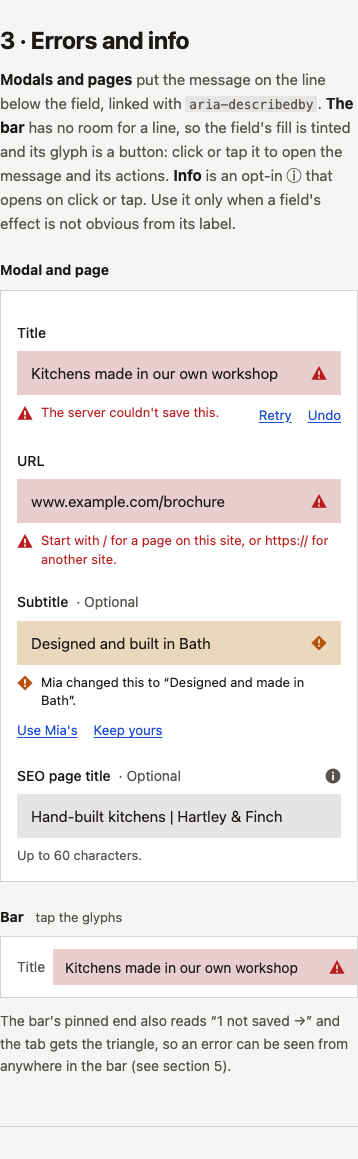 3 · Errors and info
Modals and pages put the message on the line
below the field, linked with aria-describedby. The
bar has no room for a line, so the field's fill is tinted
and its glyph is a button: click or tap it to open the
message and its actions. Info is an opt-in ⓘ that
opens on click or tap. Use it only when a field's
effect is not obvious from its label.
Modal and page
Title
Kitchens made in our own workshop
The server couldn't save this. Retry Undo
URL
www.example.com/brochure
Start with / for a page on this site, or https:// for
another site.
Subtitle · Optional
Designed and built in Bath
Mia changed this to “Designed and made in
Bath”.
Use Mia's Keep yours
SEO page title · Optional
Hand-built kitchens | Hartley & Finch
Up to 60 characters.
Bar tap the glyphs
Title Kitchens made in our own workshop
The bar's pinned end also reads “1 not saved →” and
the tab gets the triangle, so an error can be seen from
anywhere in the bar (see section 5).